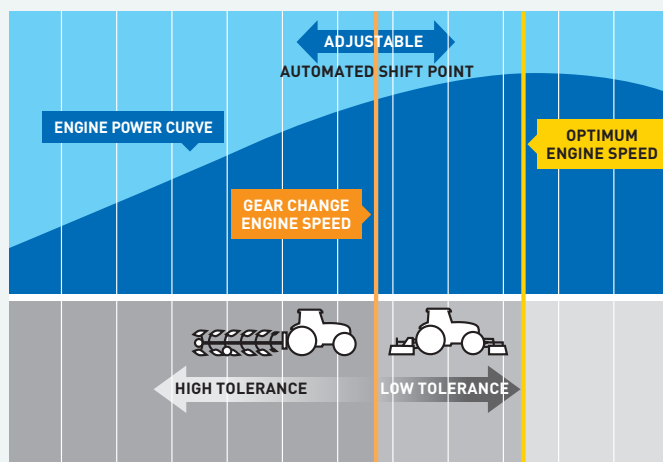 ADJUSTABLE
AUTOMATED SHIFT POINT
ENGINE POWER CURVE
OPTIMUM
ENGINE SPEED
GEAR CHANGE
ENGINE SPEED
HIGH TOLERANCE
LOW TOLERANCE